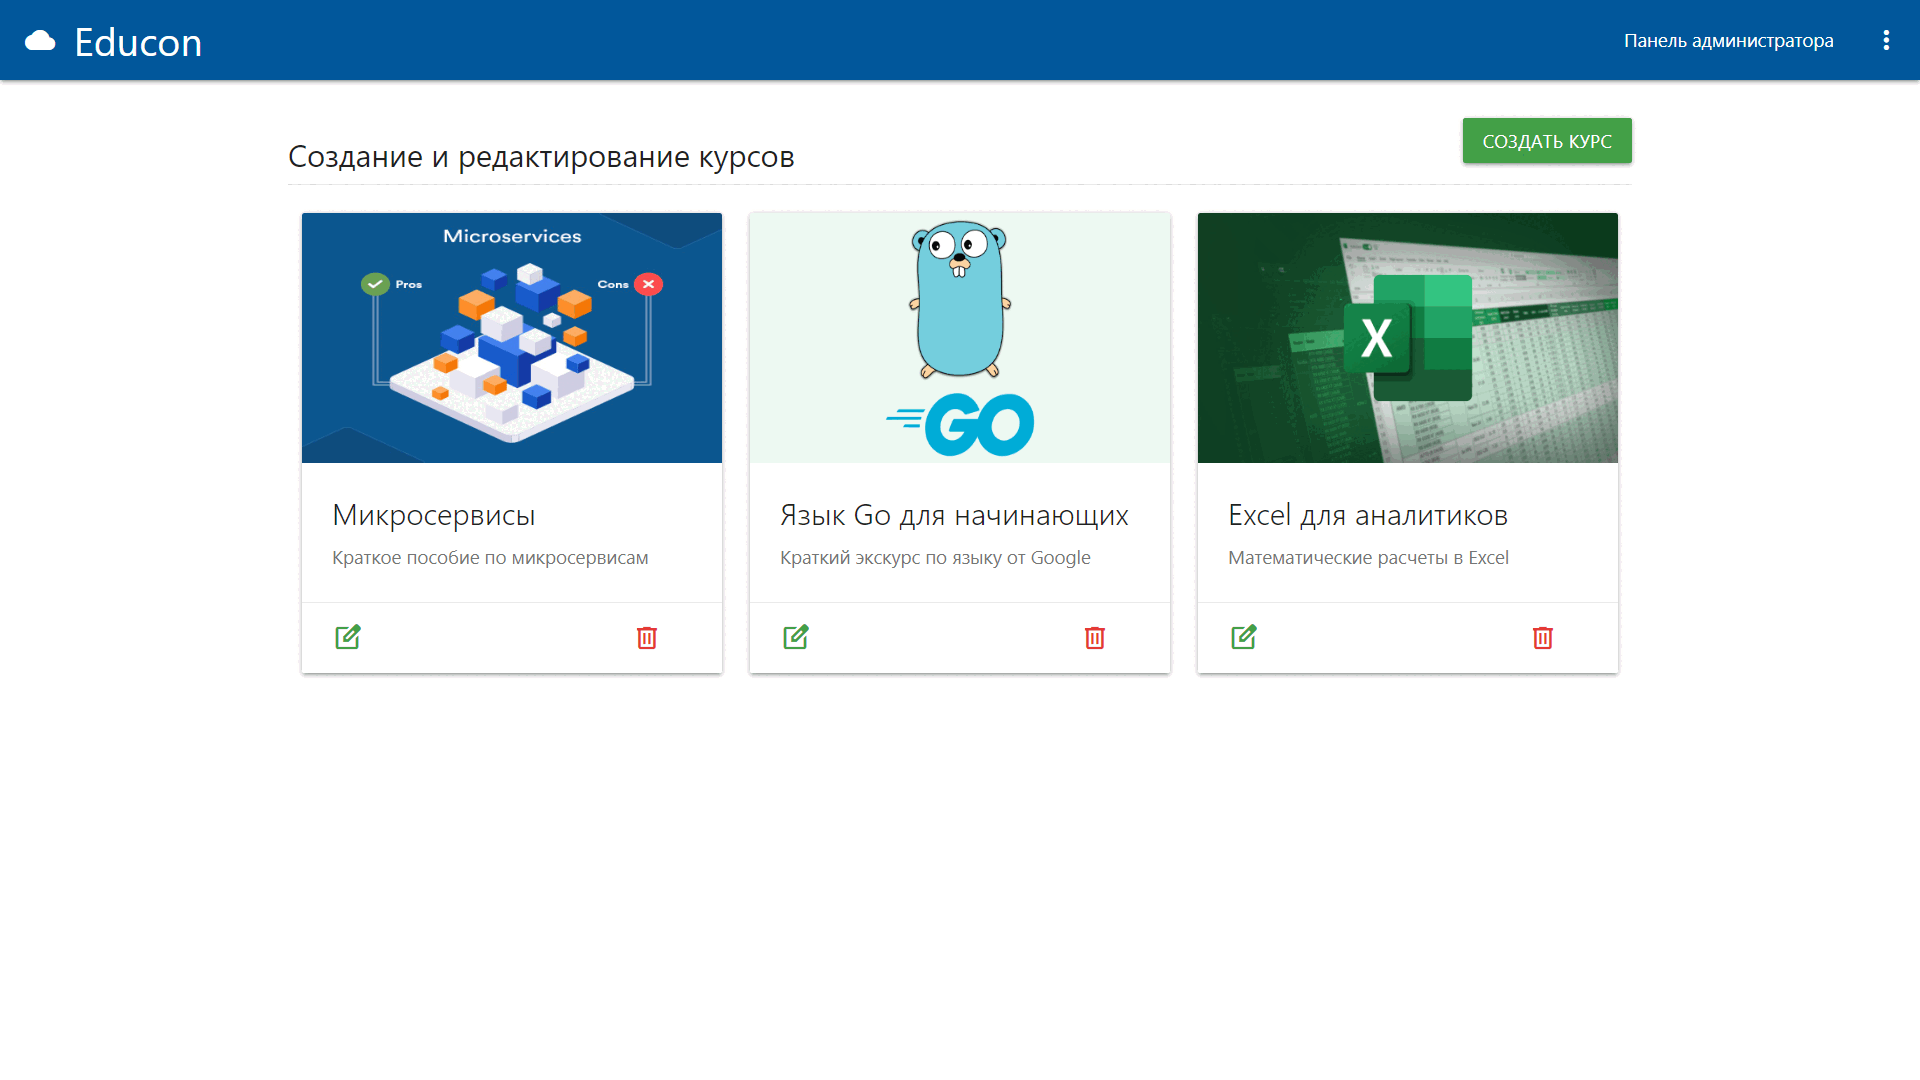 Educon
Панель администратора
Создание и редактирование курсов
СОЗДАТЬ КУРС
Microservices
Pros
Cons
GO
X
Микросервисы
Краткое пособие по микросервисам
Язык Go для начинающих
Краткий экскурс по языку от Google
Excel для аналитиков
Математические расчеты в Excel